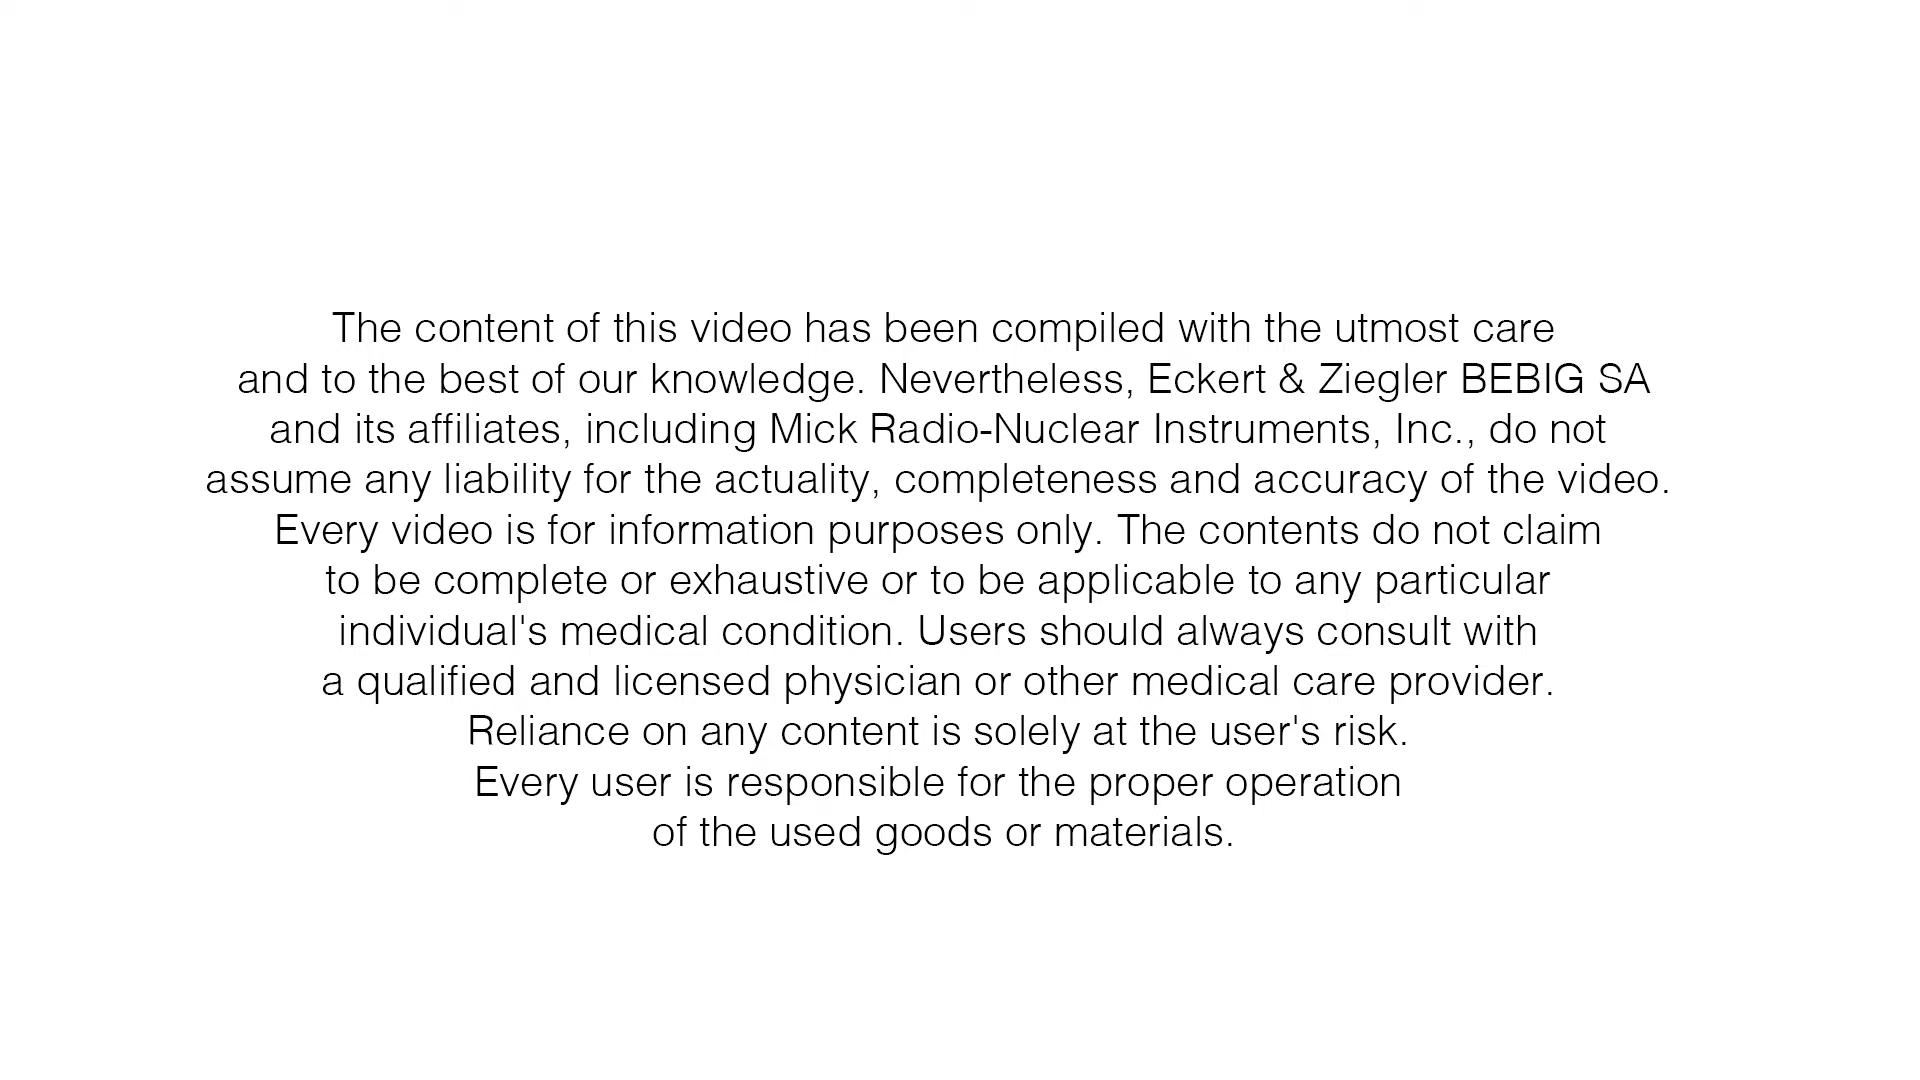 The content of this video has been compiled with the utmost care
and to the best of our knowledge. Nevertheless, Eckert & Ziegler BEBIG SA
and its affiliates, including Mick Radio-Nuclear Instruments, Inc., do not
assume any liability for the actuality, completeness and accuracy of the video.
Every video is for information purposes only. The contents do not claim
to be complete or exhaustive or to be applicable to any particular
individual's medical condition. Users should always consult with
a qualified and licensed physician or other medical care provider.
Reliance on any content is solely at the user's risk.
Every user is responsible for the proper operation
of the used goods or materials.